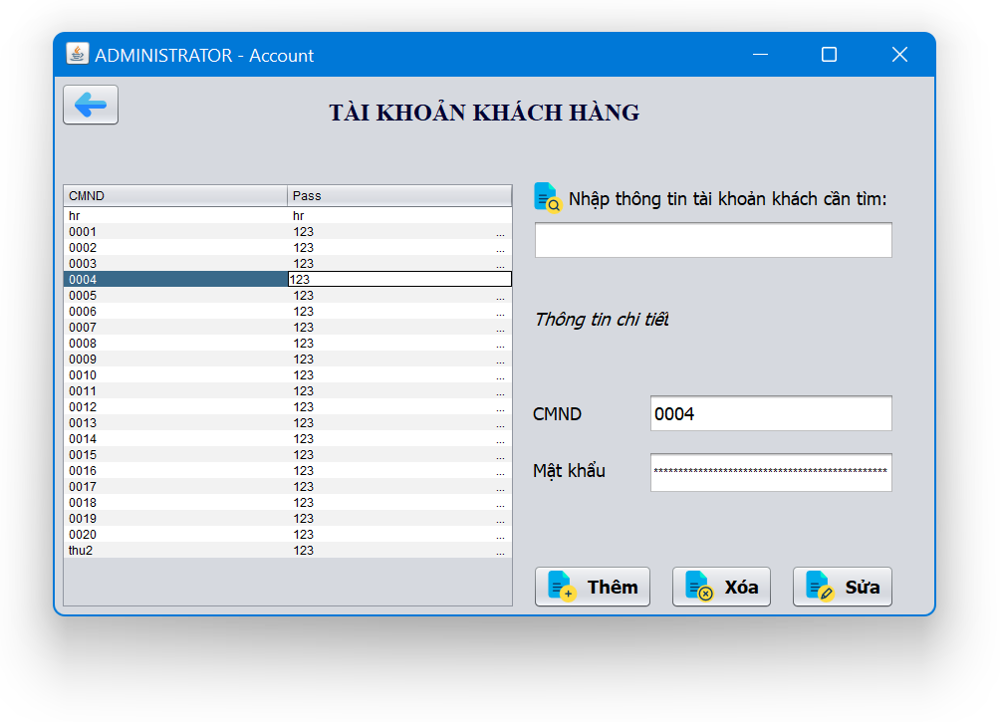 ADMINISTRATOR - Account
TÀI KHOẢN KHÁCH HÀNG
CMND Pass
hr hr
0001 123 ...
0002 123 ...
0003 123 ...
0004 123
0005 123 ...
0006 123 ...
0007 123 ...
0008 123 ...
0009 123 ...
0010 123 ...
0011 123 ...
0012 123 ...
0013 123 ...
0014 123 ...
0015 123 ...
0016 123 ...
0017 123 ...
0018 123 ...
0019 123 ...
0020 123 ...
thu2 123 ...
Nhập thông tin tài khoản khách cần tìm:
Thông tin chi tiết
CMND 0004
Mật khẩu **************************************************
Thêm Xóa Sửa